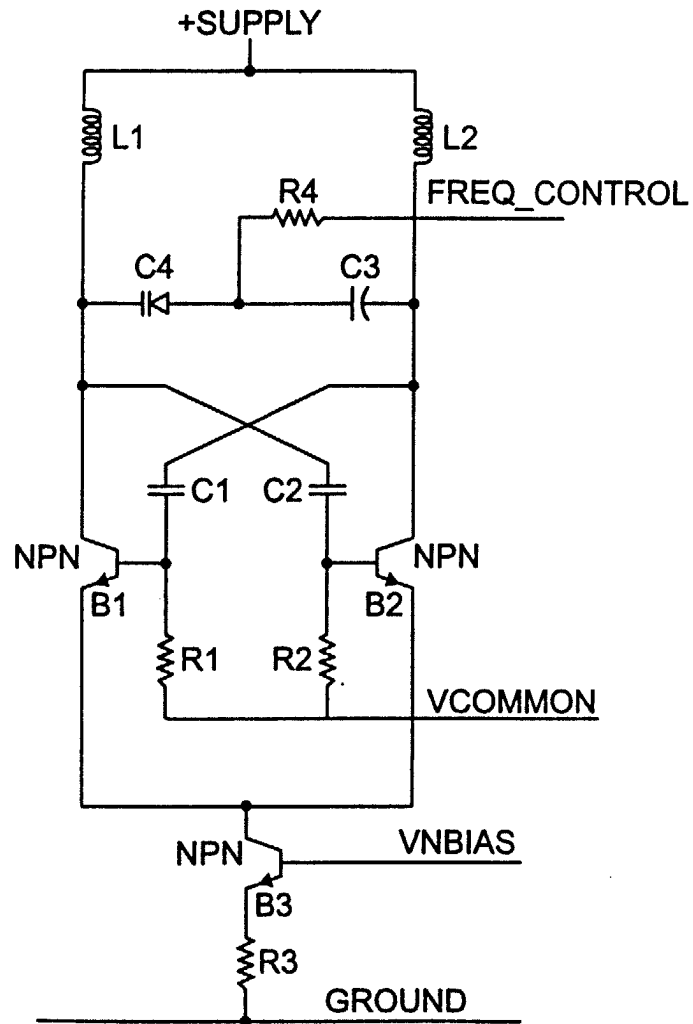 +SUPPLY
L1
L2
R4
FREQ_CONTROL
C4
C3
C1
C2
NPN
NPN
B1
B2
R1
R2
VCOMMON
NPN
VNBIAS
B3
R3
GROUND